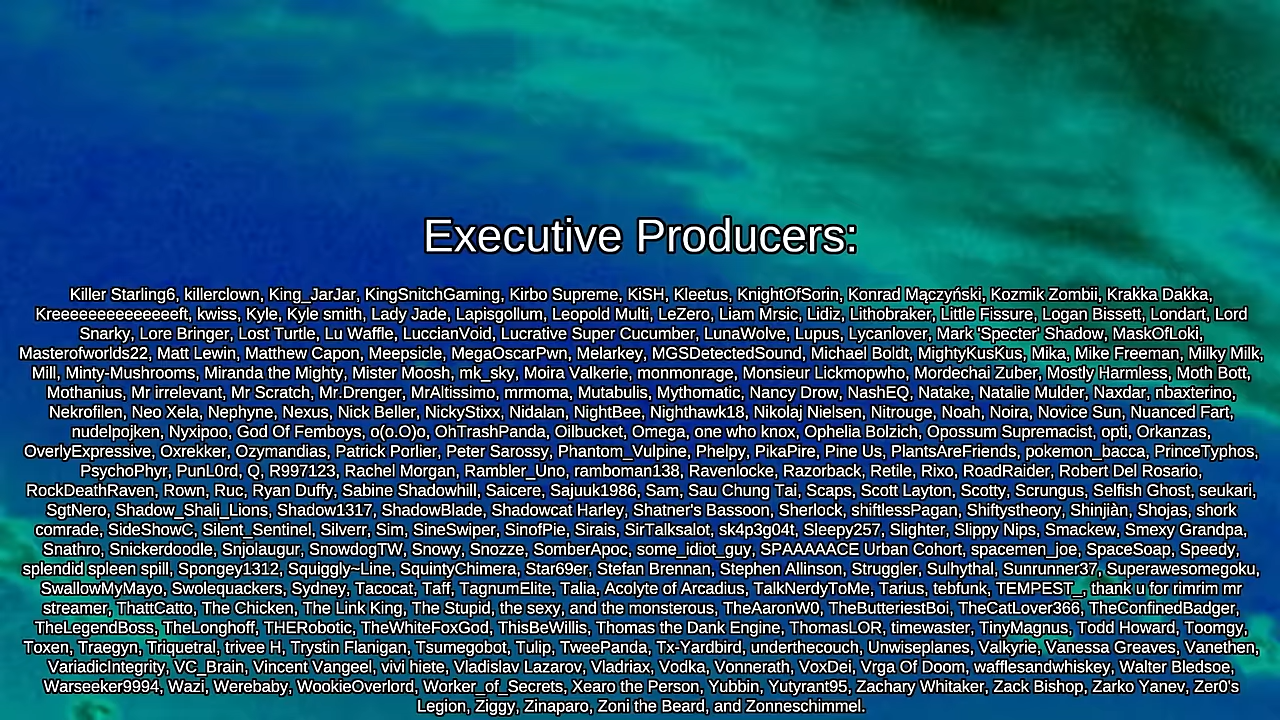 Executive Producers:
Killer Starling6, killerclown, King_JarJar, KingSnitchGaming, Kirbo Supreme, KiSH, Kleetus, KnightOfSorin, Konrad Mączyński, Kozmik Zombii, Krakka Dakka,
Kreeeeeeeeeeeeeeft, kwiss, Kyle, Kyle smith, Lady Jade, Lapisgollum, Leopold Multi, LeZero, Liam Mrsic, Lidiz, Lithobraker, Little Fissure, Logan Bissett, Londart, Lord
Snarky, Lore Bringer, Lost Turtle, Lu Waffle, LuccianVoid, Lucrative Super Cucumber, LunaWolve, Lupus, Lycanlover, Mark 'Specter' Shadow, MaskOfLoki,
Masterofworlds22, Matt Lewin, Matthew Capon, Meepsicle, MegaOscarPwn, Melarkey, MGSDetectedSound, Michael Boldt, MightyKusKus, Mika, Mike Freeman, Milky Milk,
Mill, Minty-Mushrooms, Miranda the Mighty, Mister Moosh, mk_sky, Moira Valkerie, monmonrage, Monsieur Lickmopwho, Mordechai Zuber, Mostly Harmless, Moth Bott,
Mothanius, Mr irrelevant, Mr Scratch, Mr.Drenger, MrAltissimo, mrmoma, Mutabulis, Mythomatic, Nancy Drow, NashEQ, Natake, Natalie Mulder, Naxdar, nbaxterino,
Nekrofilen, Neo Xela, Nephyne, Nexus, Nick Beller, NickyStixx, Nidalan, NightBee, Nighthawk18, Nikolaj Nielsen, Nitrouge, Noah, Noira, Novice Sun, Nuanced Fart,
nudelpojken, Nyxipoo, God Of Femboys, o(o.O)o, OhTrashPanda, Oilbucket, Omega, one who knox, Ophelia Bolzich, Opossum Supremacist, opti, Orkanzas,
OverlyExpressive, Oxrekker, Ozymandias, Patrick Porlier, Peter Sarossy, Phantom_Vulpine, Phelpy, PikaPire, Pine Us, PlantsAreFriends, pokemon_bacca, PrinceTyphos,
PsychoPhyr, PunL0rd, Q, R997123, Rachel Morgan, Rambler_Uno, ramboman138, Ravenlocke, Razorback, Retile, Rixo, RoadRaider, Robert Del Rosario,
RockDeathRaven, Rown, Ruc, Ryan Duffy, Sabine Shadowhill, Saicere, Sajuuk1986, Sam, Sau Chung Tai, Scaps, Scott Layton, Scotty, Scrungus, Selfish Ghost, seukari,
SgtNero, Shadow_Shali_Lions, Shadow1317, ShadowBlade, Shadowcat Harley, Shatner's Bassoon, Sherlock, shiftlessPagan, Shiftystheory, Shinjiàn, Shojas, shork
comrade, SideShowC, Silent_Sentinel, Silverr, Sim, SineSwiper, SinofPie, Sirais, SirTalksalot, sk4p3g04t, Sleepy257, Slighter, Slippy Nips, Smackew, Smexy Grandpa,
Snathro, Snickerdoodle, Snjolaugur, SnowdogTW, Snowy, Snozze, SomberApoc, some_idiot_guy, SPAAAAACE Urban Cohort, spacemen_joe, SpaceSoap, Speedy,
splendid spleen spill, Spongey1312, Squiggly~Line, SquintyChimera, Star69er, Stefan Brennan, Stephen Allinson, Struggler, Sulhythal, Sunrunner37, Superawesomegoku,
SwallowMyMayo, Swolequackers, Sydney, Tacocat, Taff, TagnumElite, Talia, Acolyte of Arcadius, TalkNerdyToMe, Tarius, tebfunk, TEMPEST_, thank u for rimrim mr
streamer, ThattCatto, The Chicken, The Link King, The Stupid, the sexy, and the monsterous, TheAaronW0, TheButteriestBoi, TheCatLover366, TheConfinedBadger,
TheLegendBoss, TheLonghoff, THERobotic, TheWhiteFoxGod, ThisBeWillis, Thomas the Dank Engine, ThomasLOR, timewaster, TinyMagnus, Todd Howard, Toomgy,
Toxen, Traegyn, Triquetral, trivee H, Trystin Flanigan, Tsumegobot, Tulip, TweePanda, Tx-Yardbird, underthecouch, Unwiseplanes, Valkyrie, Vanessa Greaves, Vanethen,
VariadicIntegrity, VC_Brain, Vincent Vangeel, vivi hiete, Vladislav Lazarov, Vladriax, Vodka, Vonnerath, VoxDei, Vrga Of Doom, wafflesandwhiskey, Walter Bledsoe,
Warseeker9994, Wazi, Werebaby, WookieOverlord, Worker_of_Secrets, Xearo the Person, Yubbin, Yutyrant95, Zachary Whitaker, Zack Bishop, Zarko Yanev, Zer0's
Legion, Ziggy, Zinaparo, Zoni the Beard, and Zonneschimmel.